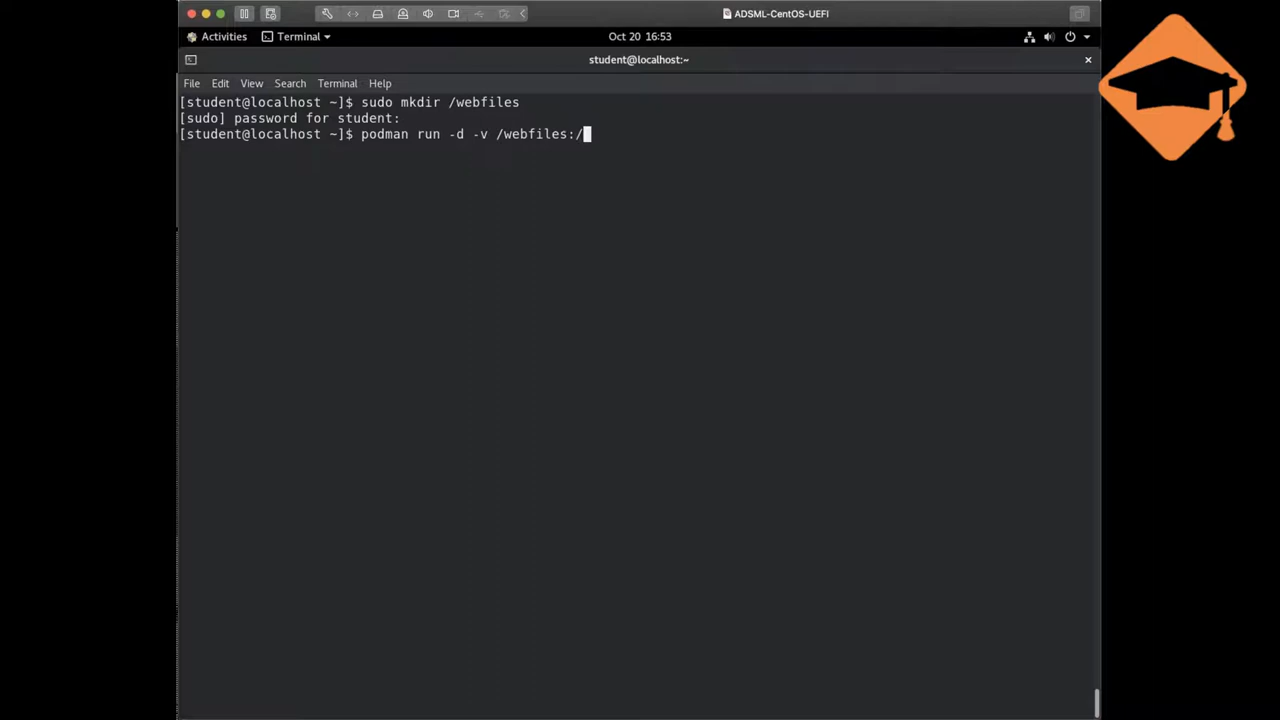 ADSML-CentOS-UEFI
Activities Terminal Oct 20 16:53
student@localhost:~
File Edit View Search Terminal Help
[student@localhost ~]$ sudo mkdir /webfiles
[sudo] password for student:
[student@localhost ~]$ podman run -d -v /webfiles:/